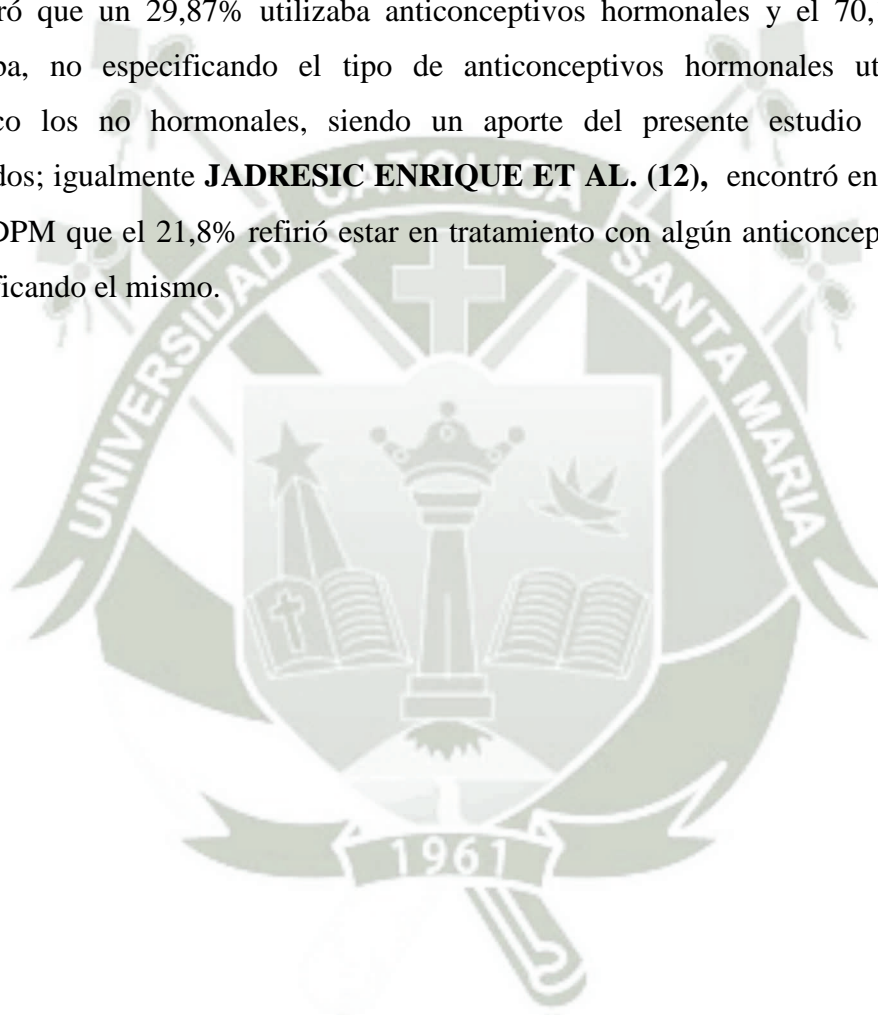 ró que un 29,87% utilizaba anticonceptivos hormonales y el 70,
ba, no especificando el tipo de anticonceptivos hormonales ut
co los no hormonales, siendo un aporte del presente estudio
dos; igualmente JADRESIC ENRIQUE ET AL. (12), encontró en
DPM que el 21,8% refirió estar en tratamiento con algún anticoncep
ficando el mismo.
UNIVERSIDAD CATOLICA SANTA MARIA
1961